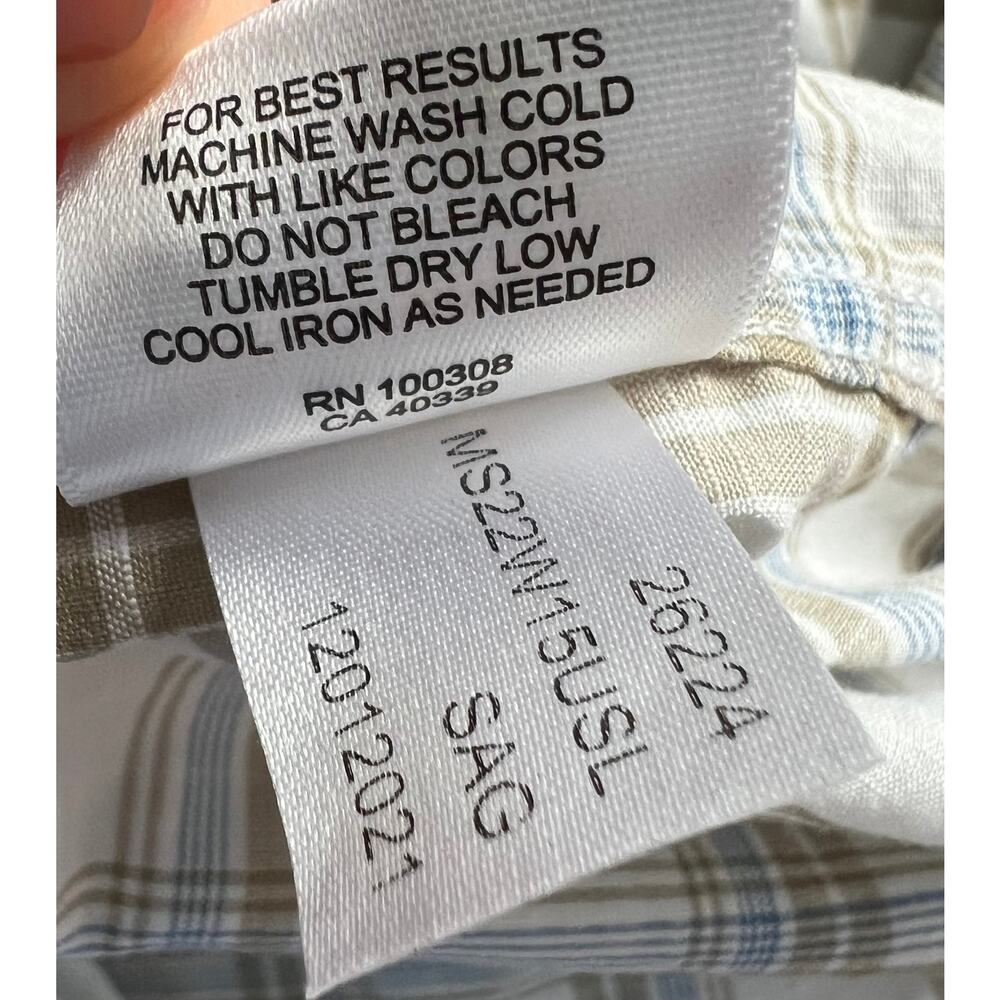 FOR BEST RESULTS
MACHINE WASH COLD
WITH LIKE COLORS
DO NOT BLEACH
TUMBLE DRY LOW
COOL IRON AS NEEDED
RN 100308
CA 40339
26224
MS22W15USL
SAG
12012021